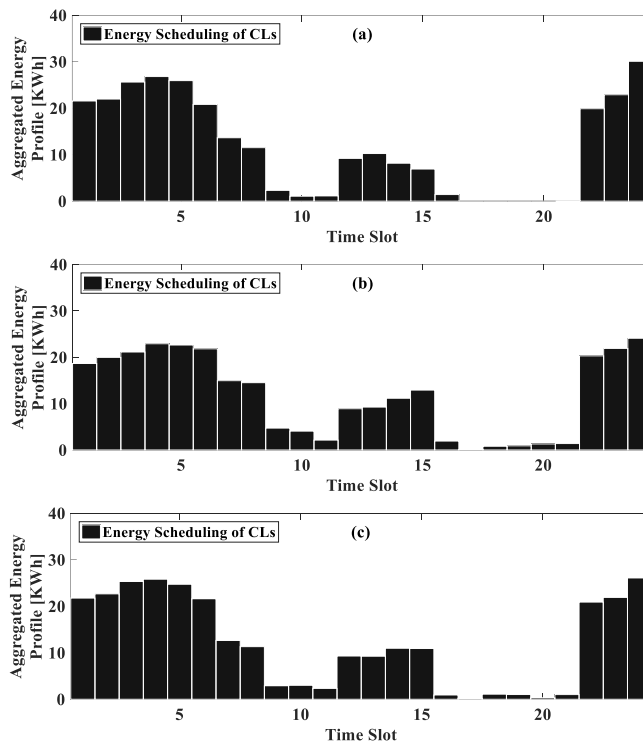 40
30
20
10
0
Aggregated Energy
Profile [KWh]
Energy Scheduling of CLs
(a)
5 10 15 20
Time Slot
40
30
20
10
0
Aggregated Energy
Profile [KWh]
Energy Scheduling of CLs
(b)
5 10 15 20
Time Slot
40
30
20
10
0
Aggregated Energy
Profile [KWh]
Energy Scheduling of CLs
(c)
5 10 15 20
Time Slot